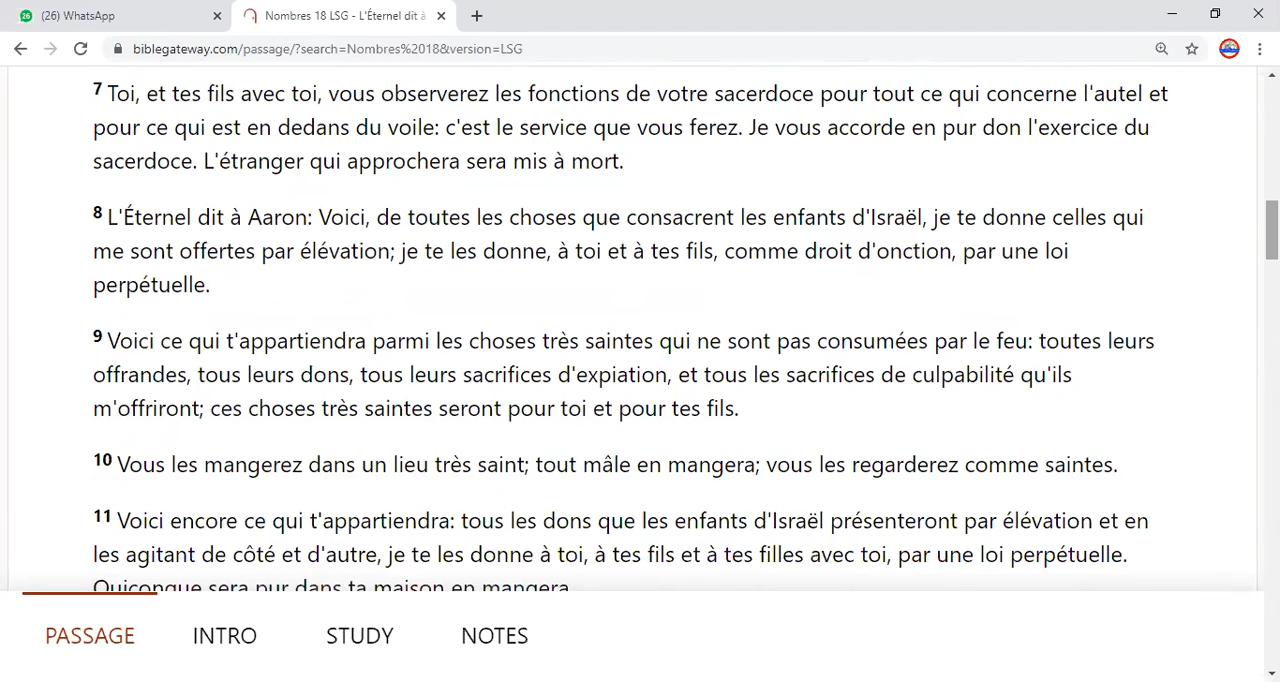 26 (26) WhatsApp
Nombres 18 LSG - L'Éternel dit à
biblegateway.com/passage/?search=Nombres%2018&version=LSG
7 Toi, et tes fils avec toi, vous observerez les fonctions de votre sacerdoce pour tout ce qui concerne l'autel et
pour ce qui est en dedans du voile: c'est le service que vous ferez. Je vous accorde en pur don l'exercice du
sacerdoce. L'étranger qui approchera sera mis à mort.
8 L'Éternel dit à Aaron: Voici, de toutes les choses que consacrent les enfants d'Israël, je te donne celles qui
me sont offertes par élévation; je te les donne, à toi et à tes fils, comme droit d'onction, par une loi
perpétuelle.
9 Voici ce qui t'appartiendra parmi les choses très saintes qui ne sont pas consumées par le feu: toutes leurs
offrandes, tous leurs dons, tous leurs sacrifices d'expiation, et tous les sacrifices de culpabilité qu'ils
m'offriront; ces choses très saintes seront pour toi et pour tes fils.
10 Vous les mangerez dans un lieu très saint; tout mâle en mangera; vous les regarderez comme saintes.
11 Voici encore ce qui t'appartiendra: tous les dons que les enfants d'Israël présenteront par élévation et en
les agitant de côté et d'autre, je te les donne à toi, à tes fils et à tes filles avec toi, par une loi perpétuelle.
Quiconque sera pur dans ta maison en mangera
PASSAGE INTRO STUDY NOTES